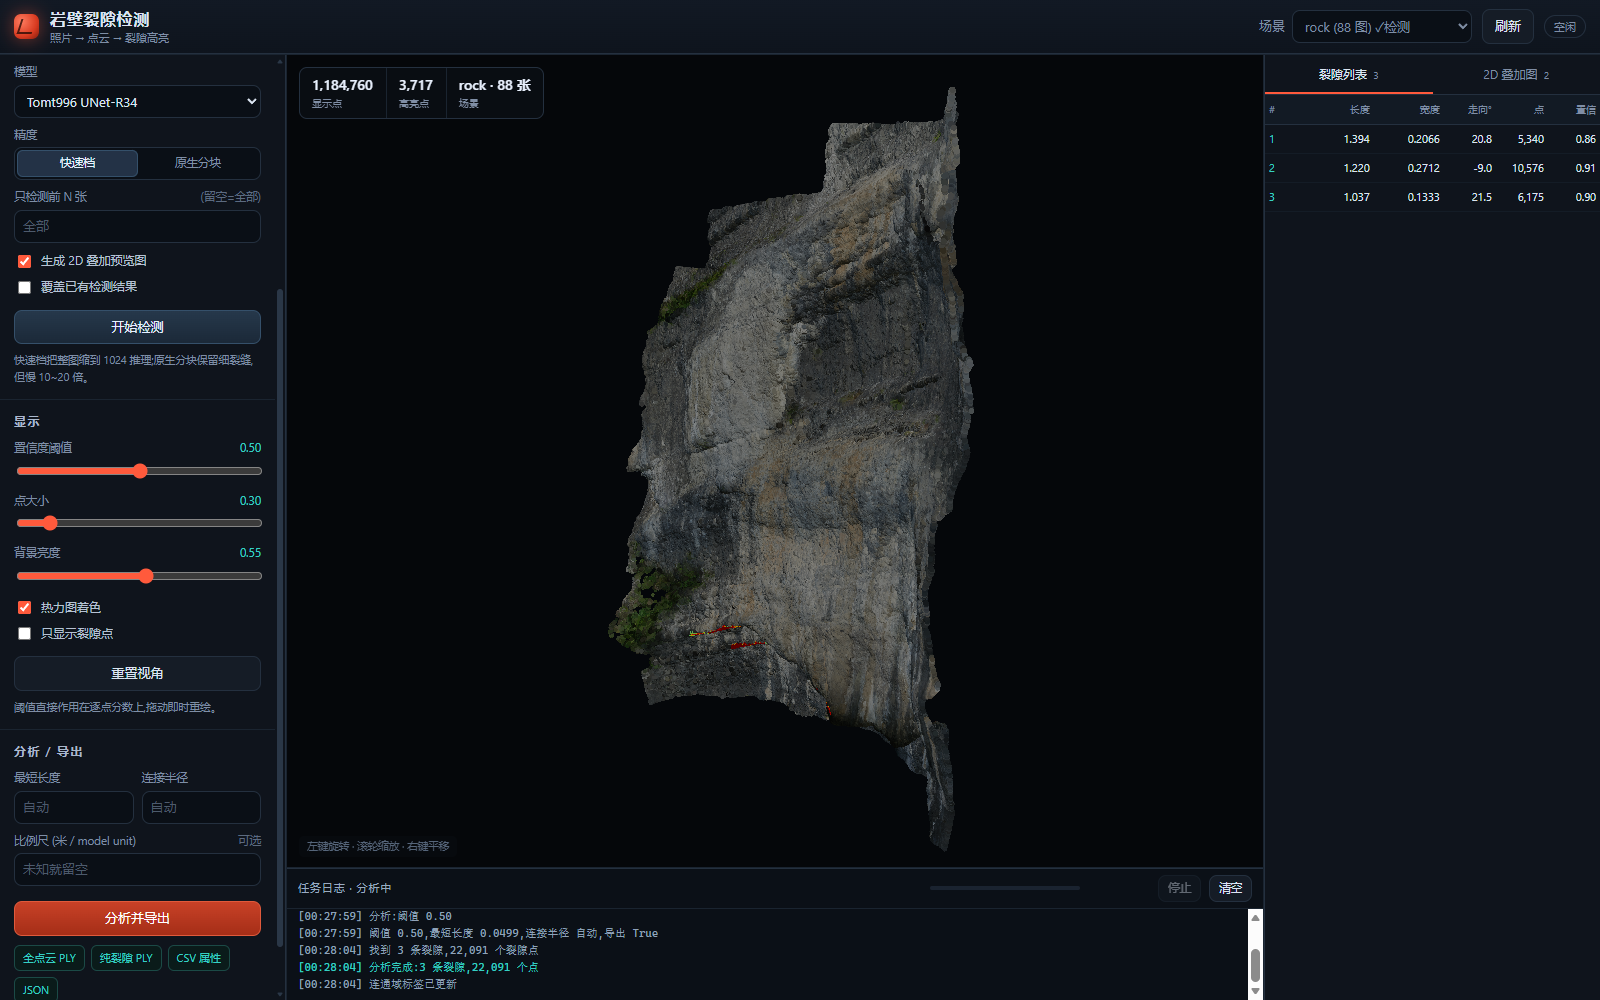 岩壁裂隙检测
照片 → 点云 → 裂隙高亮
场景
rock (88 图) ✓检测
刷新
空闲
模型
Tomt996 UNet-R34
精度
快速档
原生分块
只检测前 N 张
(留空=全部)
全部
生成 2D 叠加预览图
覆盖已有检测结果
开始检测
快速档把整图缩到 1024 推理;原生分块保留细裂缝,
但慢 10~20 倍。
显示
置信度阈值
0.50
点大小
0.30
背景亮度
0.55
热力图着色
只显示裂隙点
重置视角
阈值直接作用在逐点分数上,拖动即时重绘。
分析 / 导出
最短长度
连接半径
自动
自动
比例尺 (米 / model unit)
可选
未知就留空
分析并导出
全点云 PLY
纯裂隙 PLY
CSV 属性
JSON
1,184,760
显示点
3,717
高亮点
rock · 88 张
场景
左键旋转 · 滚轮缩放 · 右键平移
任务日志 · 分析中
停止
清空
[00:27:59] 分析:阈值 0.50
[00:27:59] 阈值 0.50,最短长度 0.0499,连接半径 自动,导出 True
[00:28:04] 找到 3 条裂隙,22,091 个裂隙点
[00:28:04] 分析完成:3 条裂隙,22,091 个点
[00:28:04] 连通域标签已更新
裂隙列表 3
2D 叠加图 2
# 长度 宽度 走向° 点 置信
1 1.394 0.2066 20.8 5,340 0.86
2 1.220 0.2712 -9.0 10,576 0.91
3 1.037 0.1333 21.5 6,175 0.90